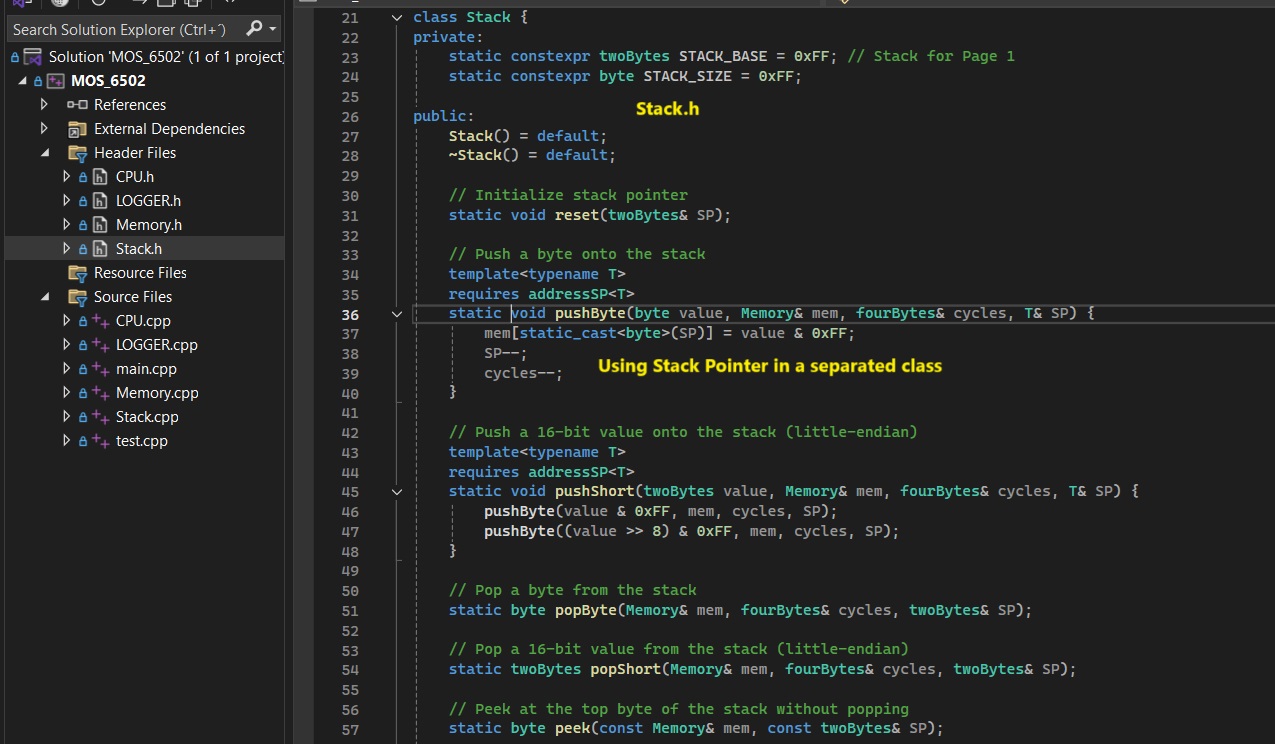 Search Solution Explorer (Ctrl+´)
Solution 'MOS_6502' (1 of 1 project)
MOS_6502
References
External Dependencies
Header Files
CPU.h
LOGGER.h
Memory.h
Stack.h
Resource Files
Source Files
CPU.cpp
LOGGER.cpp
main.cpp
Memory.cpp
Stack.cpp
test.cpp
21 class Stack {
22 private:
23 static constexpr twoBytes STACK_BASE = 0xFF; // Stack for Page 1
24 static constexpr byte STACK_SIZE = 0xFF;
25
Stack.h
26 public:
27 Stack() = default;
28 ~Stack() = default;
29
30 // Initialize stack pointer
31 static void reset(twoBytes& SP);
32
33 // Push a byte onto the stack
34 template<typename T>
35 requires addressSP<T>
36 static void pushByte(byte value, Memory& mem, fourBytes& cycles, T& SP) {
37 mem[static_cast<byte>(SP)] = value & 0xFF;
38 SP--;
39 cycles--;
Using Stack Pointer in a separated class
40 }
41
42 // Push a 16-bit value onto the stack (little-endian)
43 template<typename T>
44 requires addressSP<T>
45 static void pushShort(twoBytes value, Memory& mem, fourBytes& cycles, T& SP) {
46 pushByte(value & 0xFF, mem, cycles, SP);
47 pushByte((value >> 8) & 0xFF, mem, cycles, SP);
48 }
49
50 // Pop a byte from the stack
51 static byte popByte(Memory& mem, fourBytes& cycles, twoBytes& SP);
52
53 // Pop a 16-bit value from the stack (little-endian)
54 static twoBytes popShort(Memory& mem, fourBytes& cycles, twoBytes& SP);
55
56 // Peek at the top byte of the stack without popping
57 static byte peek(const Memory& mem, const twoBytes& SP);